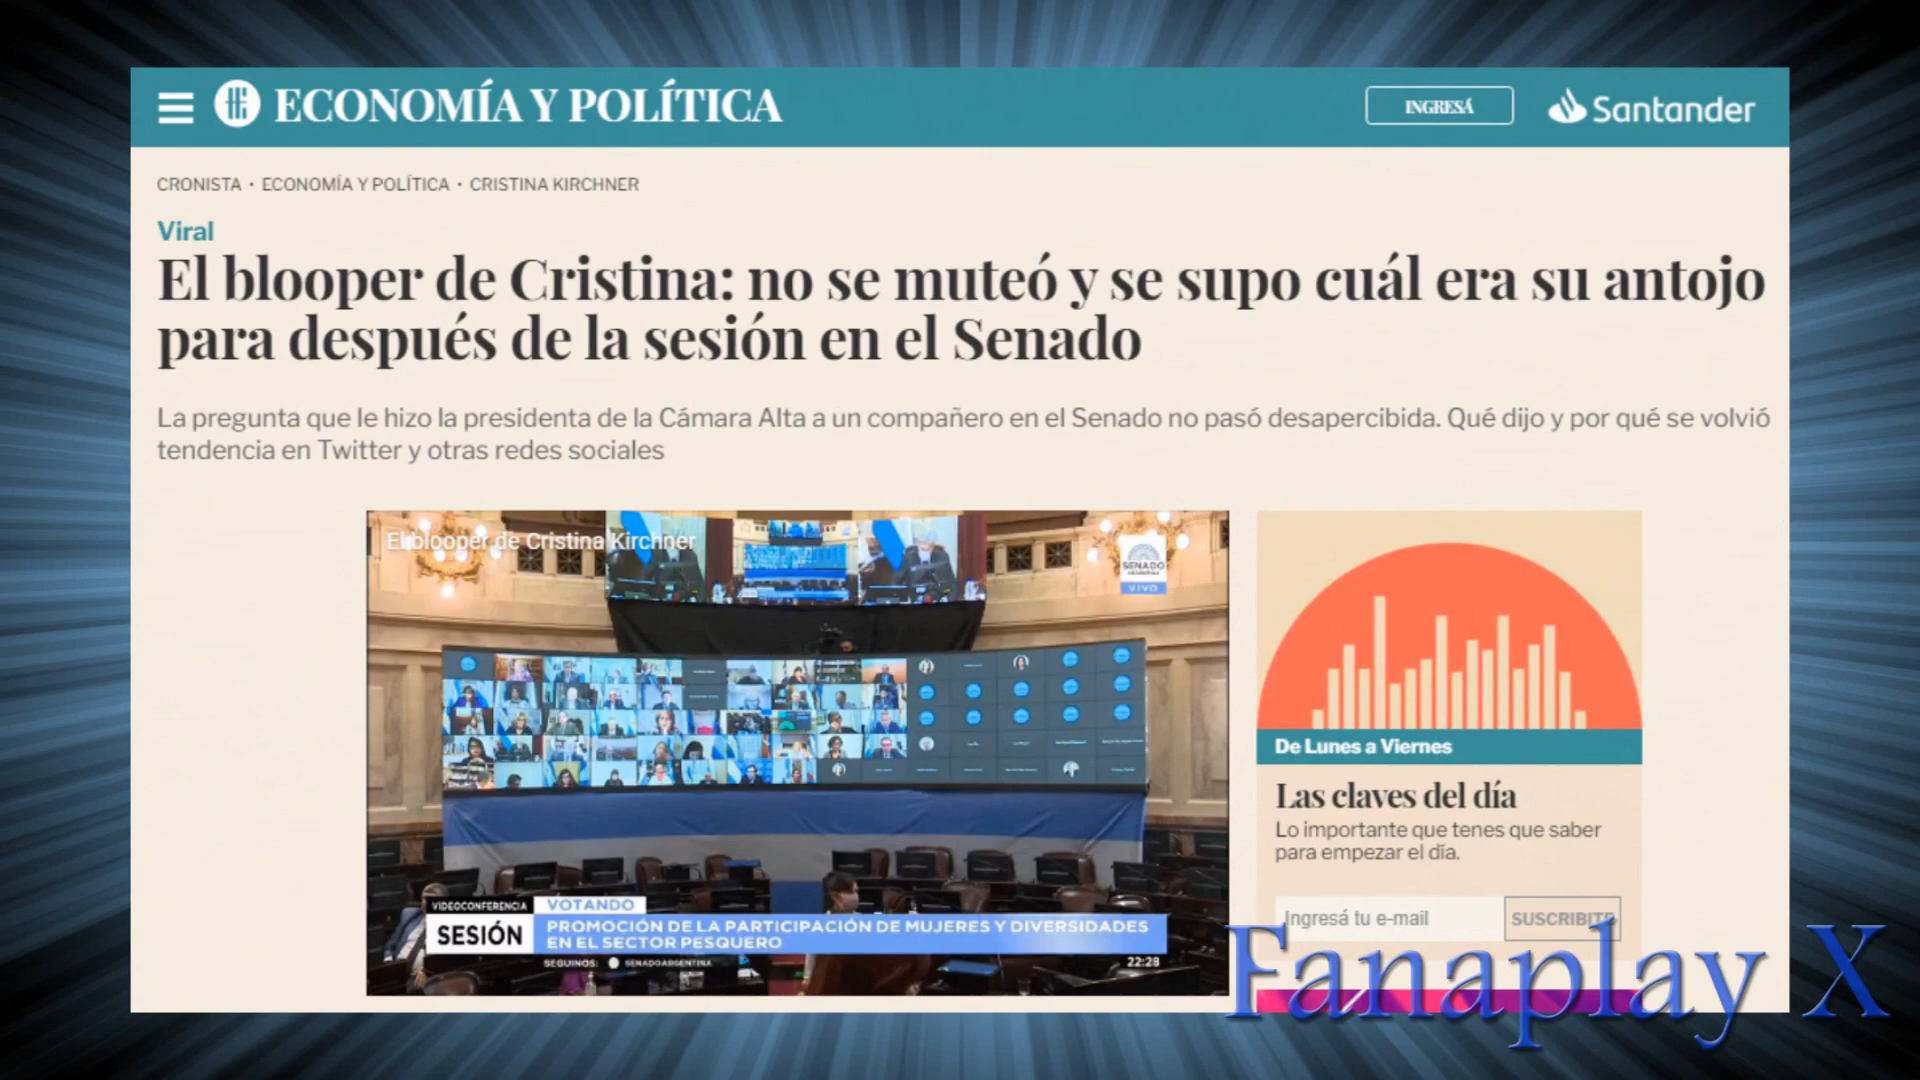 ECONOMÍA Y POLÍTICA
INGRESÁ
Santander
CRONISTA • ECONOMÍA Y POLÍTICA • CRISTINA KIRCHNER
Viral
El blooper de Cristina: no se muteó y se supo cuál era su antojo
para después de la sesión en el Senado
La pregunta que le hizo la presidenta de la Cámara Alta a un compañero en el Senado no pasó desapercibida. Qué dijo y por qué se volvió
tendencia en Twitter y otras redes sociales
El blooper de Cristina Kirchner
SENADO
ARGENTINA
VIVO
VIDEOCONFERENCIA
SESIÓN
VOTANDO
PROMOCIÓN DE LA PARTICIPACIÓN DE MUJERES Y DIVERSIDADES
EN EL SECTOR PESQUERO
SEGUINOS: SENADOARGENTINA
22:28
De Lunes a Viernes
Las claves del día
Lo importante que tenes que saber
para empezar el día.
Ingresá tu e-mail
SUSCRIBITE
Fanaplay X